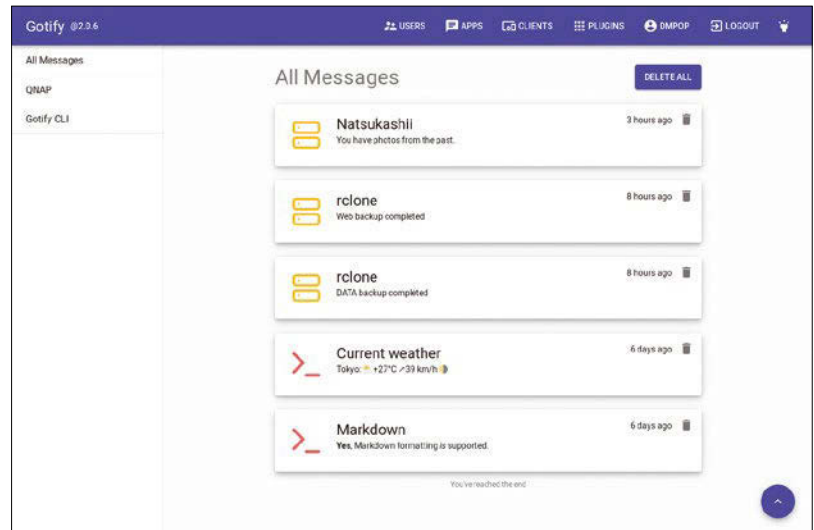 Gotify @2.0.6
USERS APPS CLIENTS PLUGINS DMPOP LOGOUT
All Messages
QNAP
Gotify CLI
All Messages
DELETE ALL
Natsukashii
3 hours ago
You have photos from the past.
rclone
8 hours ago
Web backup completed
rclone
8 hours ago
DATA backup completed
Current weather
6 days ago
Tokyo: ☀️ +27°C ↗39 km/h 🌗
Markdown
6 days ago
Yes, Markdown formatting is supported.
You've reached the end